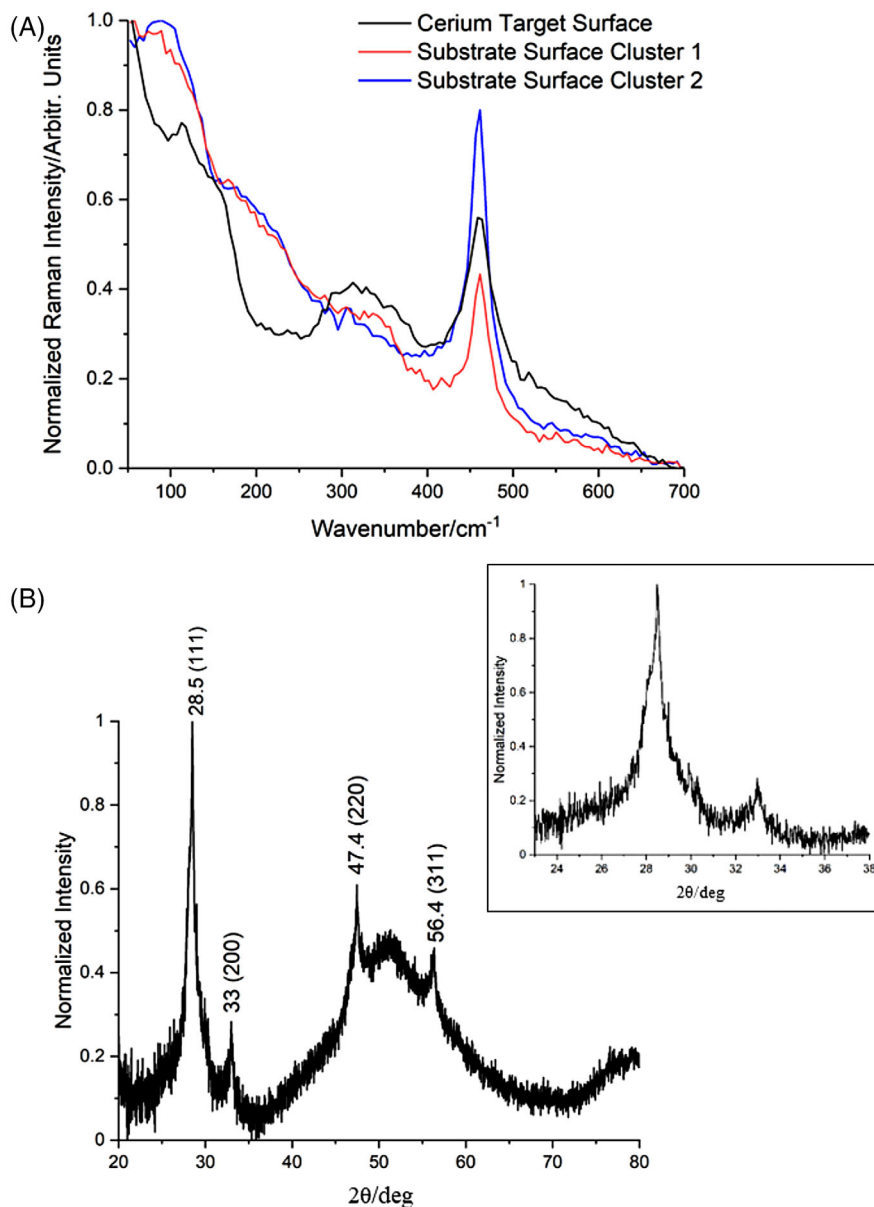 (A)
Cerium Target Surface
Substrate Surface Cluster 1
Substrate Surface Cluster 2
Normalized Raman Intensity/Arbitr. Units
1.0
0.8
0.6
0.4
0.2
0.0
100 200 300 400 500 600 700
Wavenumber/cm⁻¹
(B)
28.5 (111)
33 (200)
47.4 (220)
56.4 (311)
Normalized Intensity
1
0.8
0.6
0.4
0.2
0
20 30 40 50 60 70 80
2θ/deg
Normalized Intensity
1
0.8
0.6
0.4
0.2
0
24 26 28 30 32 34 36 38
2θ/deg